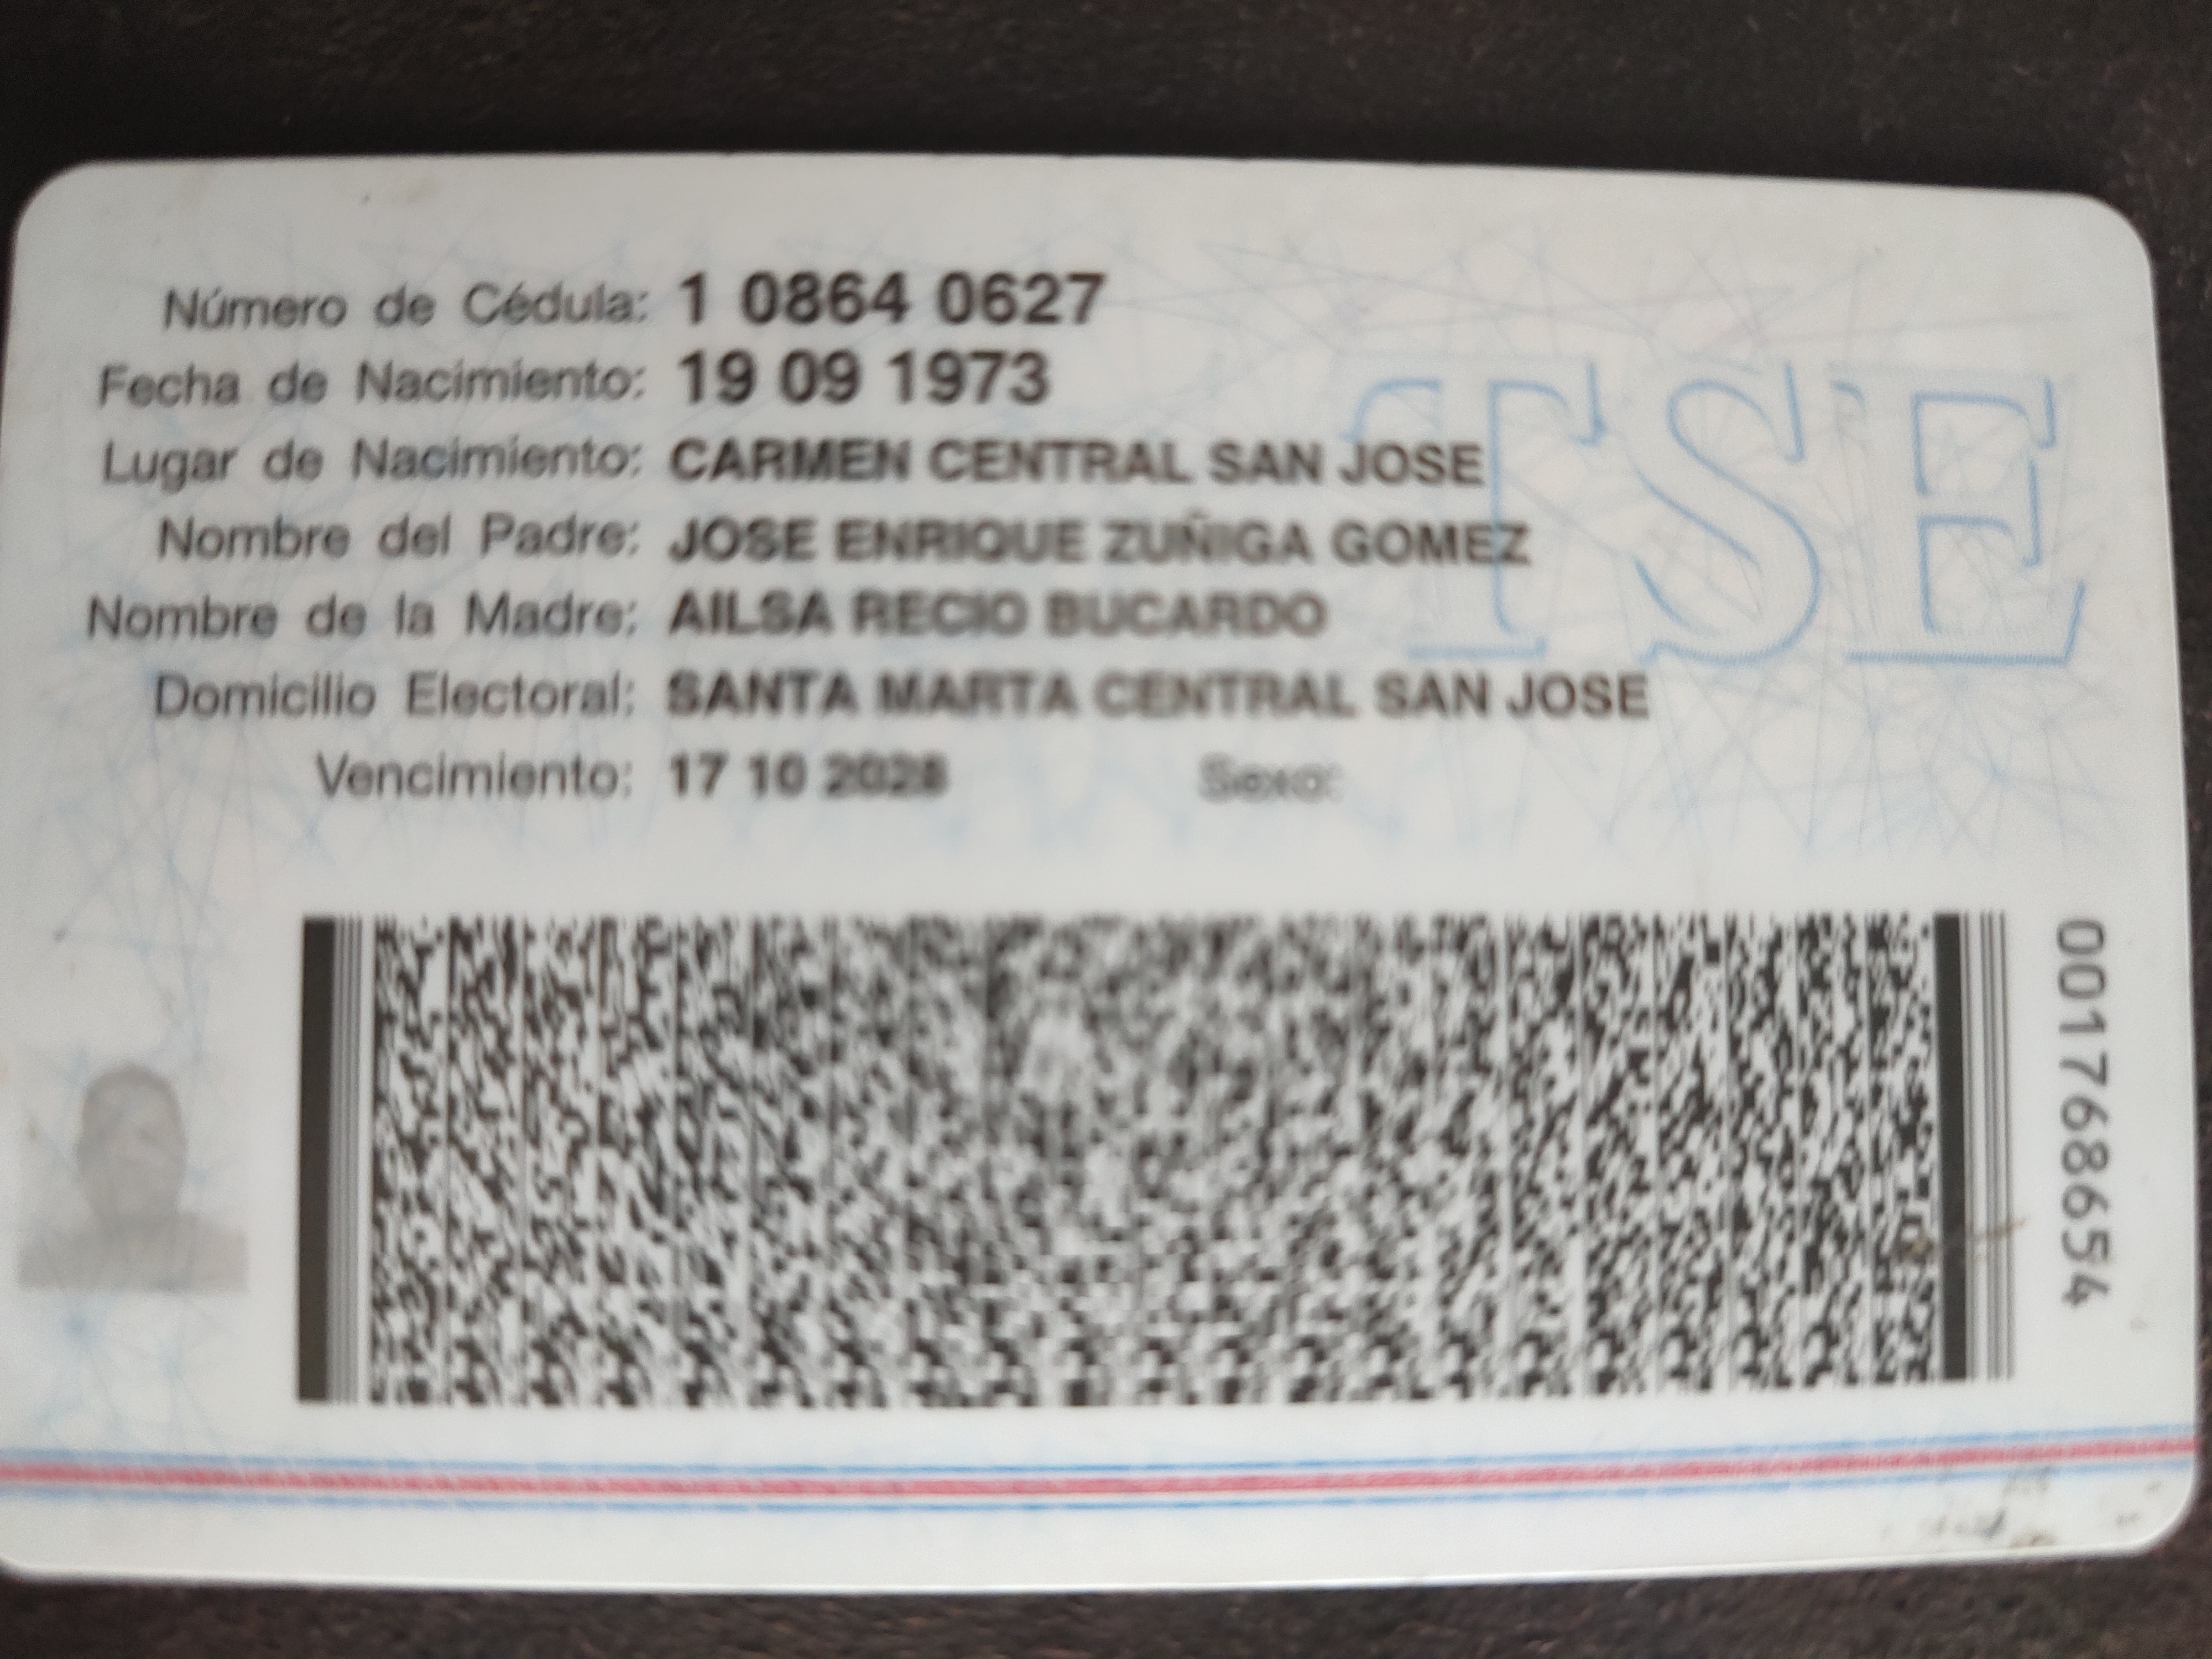 Número de Cédula: 1 0864 0627
Fecha de Nacimiento: 19 09 1973
Lugar de Nacimiento: CARMEN CENTRAL SAN JOSE
Nombre del Padre: JOSE ENRIQUE ZUÑIGA GOMEZ
Nombre de la Madre: AILSA RECIO BUCARDO
Domicilio Electoral: SANTA MARTA CENTRAL SAN JOSE
Vencimiento: 17 10 2028 Sexo:
TSE
001768654